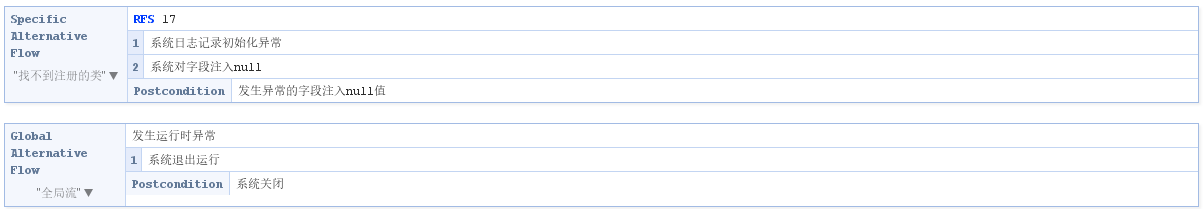 Specific Alternative Flow
"找不到注册的类" ▼
RFS 17
1 系统日志记录初始化异常
2 系统对字段注入null
Postcondition 发生异常的字段注入null值
Global Alternative Flow
"全局流" ▼
发生运行时异常
1 系统退出运行
Postcondition 系统关闭